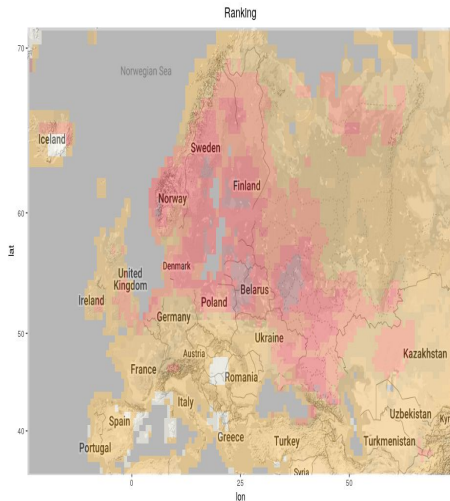 Ranking
70
Norwegian Sea
Iceland
Sweden
Finland
Norway
60
lat
Denmark
United
Kingdom
Belarus
Ireland
Poland
Germany
50
Ukraine
Austria
France
Kazakhstan
Romania
Italy
Uzbekistan
Kyr
Spain
40
Greece
Turkey
Turkmenistan
Portugal
Syria
0
25
50
lon